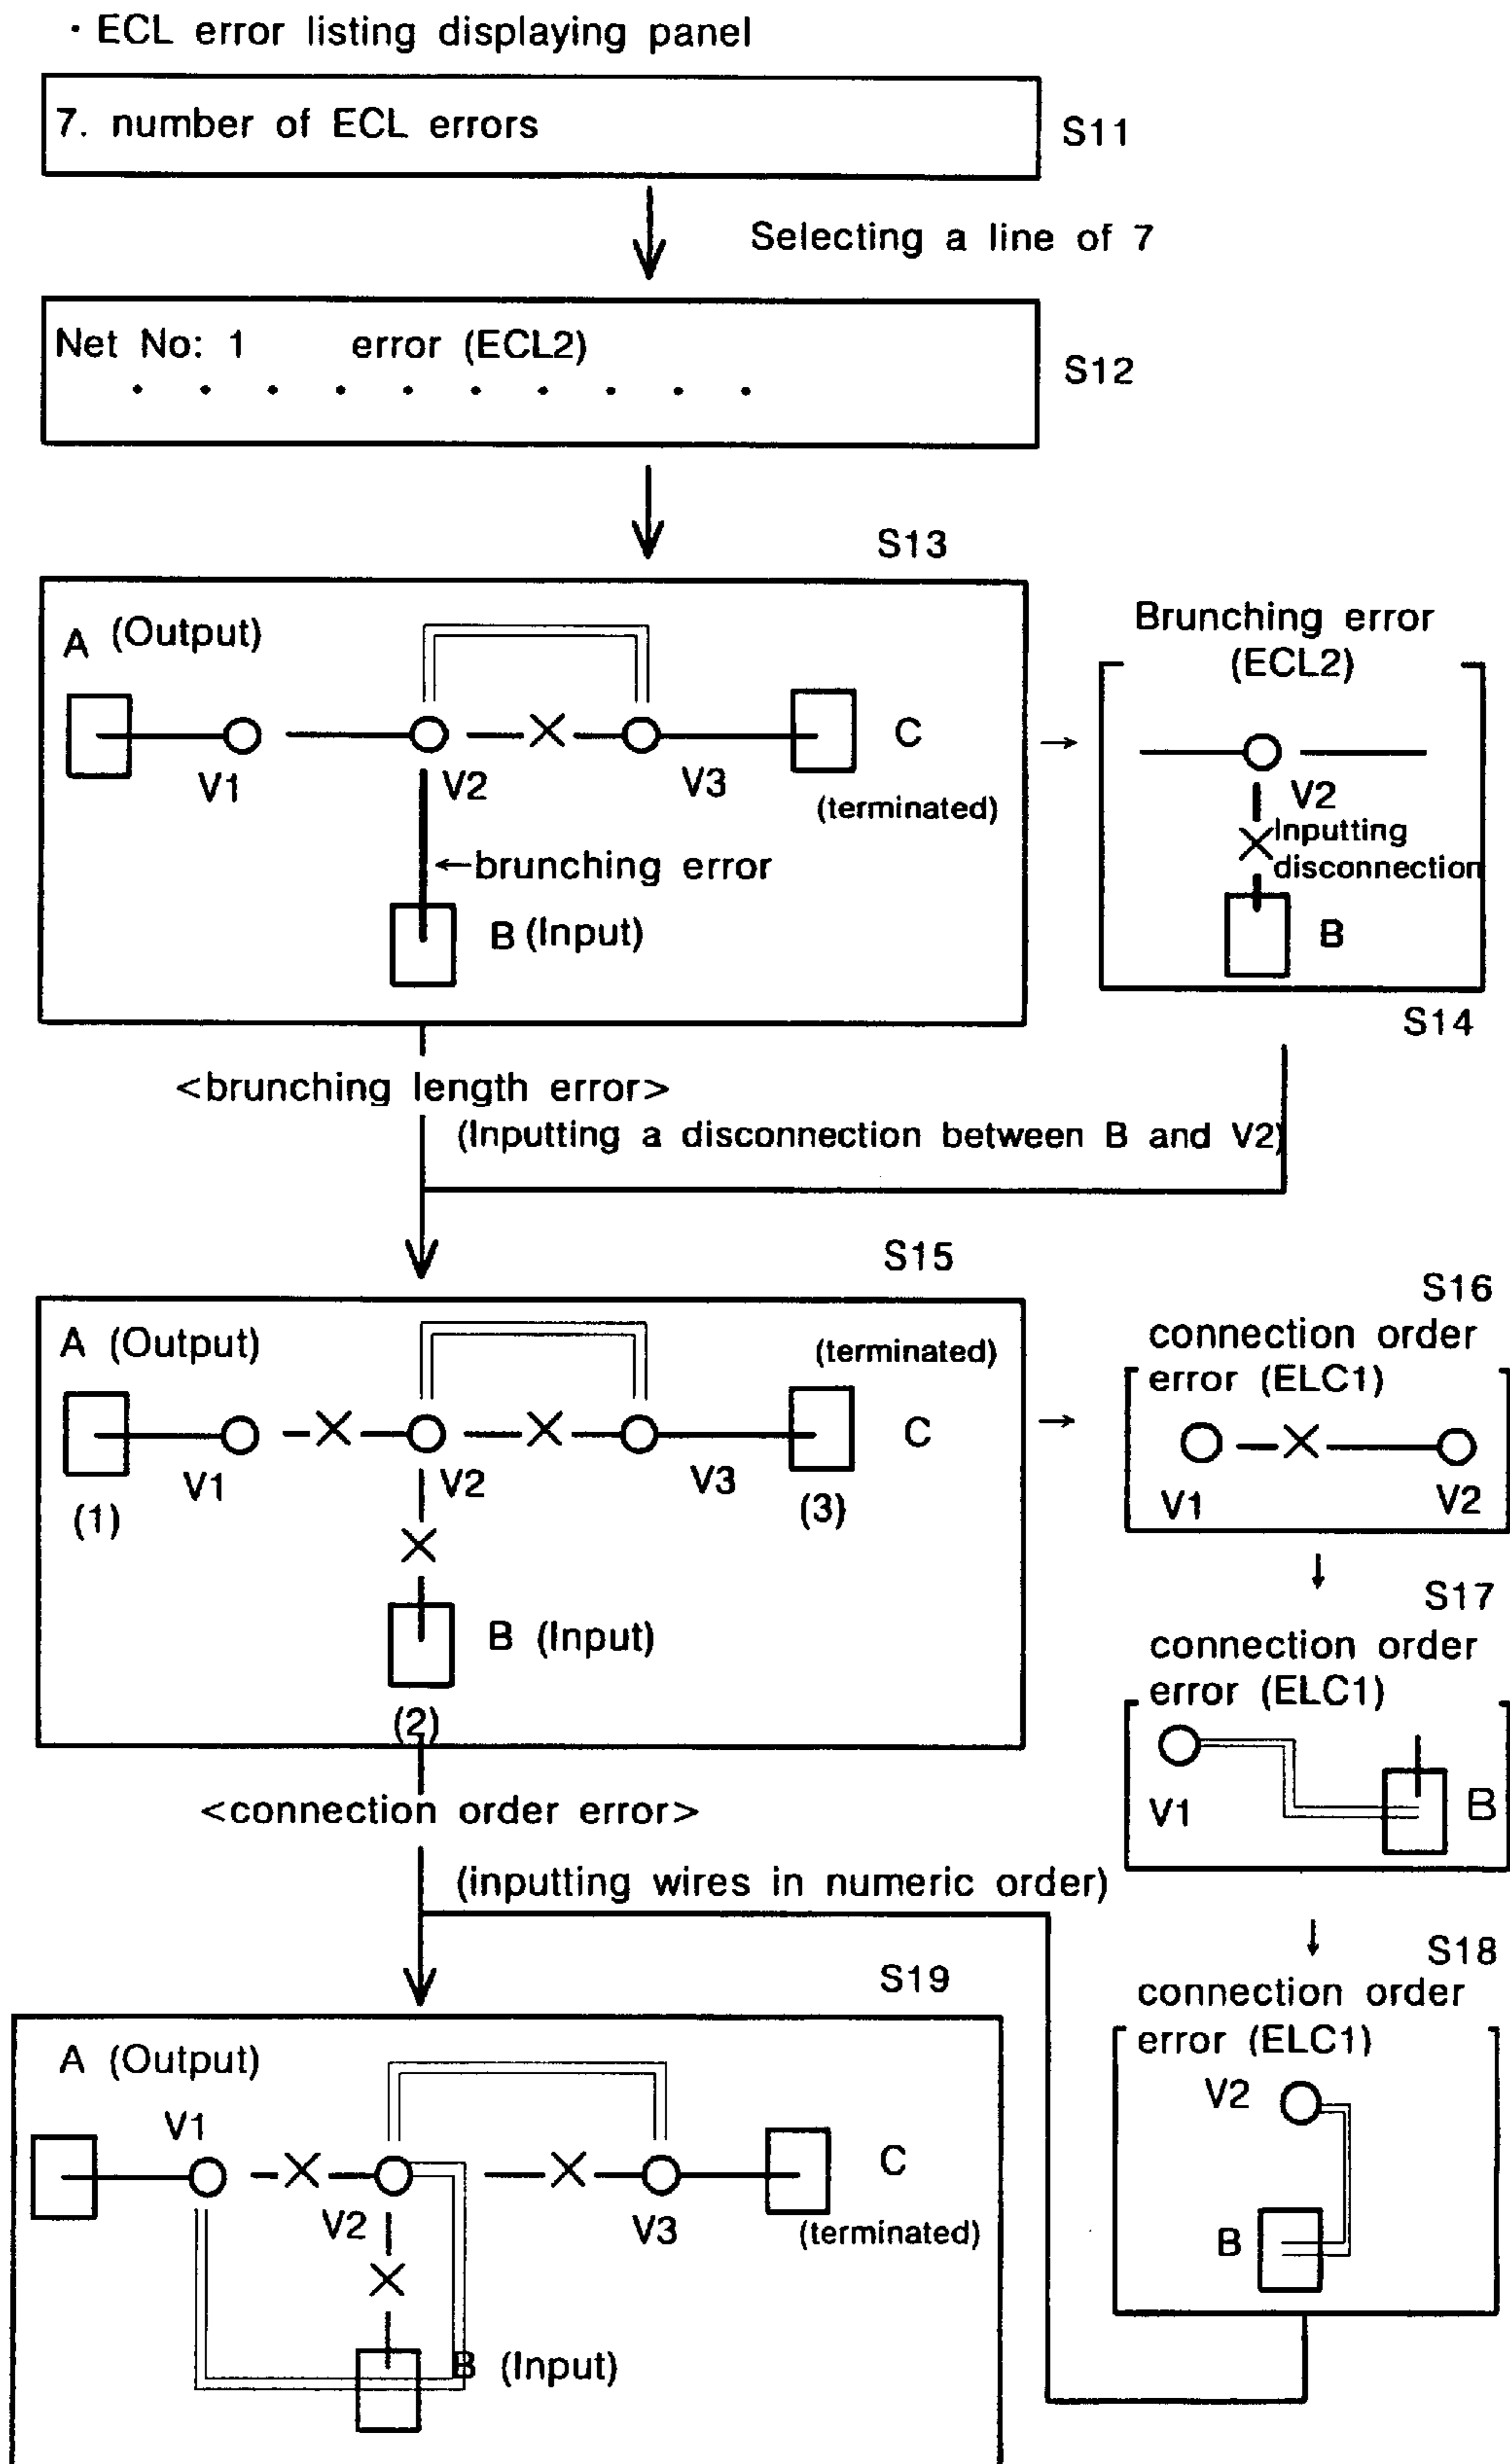 · ECL error listing displaying panel
7. number of ECL errors
S11
Selecting a line of 7
Net No: 1 error (ECL2)
. . . . . . . . . .
S12
S13
A (Output)
V1
V2
V3
C
(terminated)
←brunching error
B (Input)
Brunching error
(ECL2)
V2
Inputting
disconnection
B
S14
<brunching length error>
(Inputting a disconnection between B and V2)
S15
A (Output)
(terminated)
C
V1
V2
V3
(1)
(3)
B (Input)
(2)
S16
connection order
error (ELC1)
V1
V2
S17
connection order
error (ELC1)
V1
B
<connection order error>
(inputting wires in numeric order)
S18
connection order
error (ELC1)
V2
B
S19
A (Output)
V1
C
V2
V3
(terminated)
B (Input)